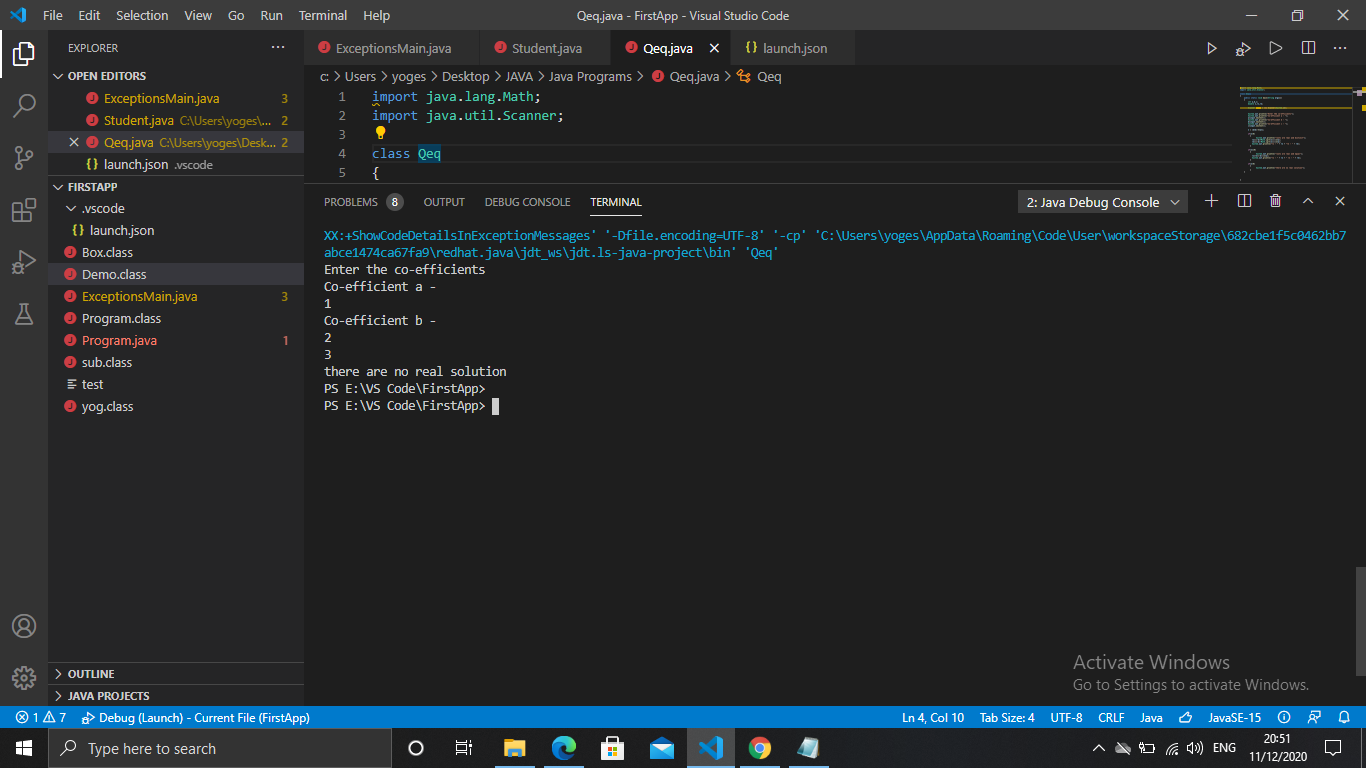 File Edit Selection View Go Run Terminal Help Qeq.java - FirstApp - Visual Studio Code
EXPLORER
OPEN EDITORS
ExceptionsMain.java 3
Student.java C:\Users\yoges\... 2
Qeq.java C:\Users\yoges\Desk... 2
{} launch.json .vscode
FIRSTAPP
.vscode
{} launch.json
Box.class
Demo.class
ExceptionsMain.java 3
Program.class
Program.java 1
sub.class
test
yog.class
OUTLINE
JAVA PROJECTS
ExceptionsMain.java Student.java Qeq.java {} launch.json
c: > Users > yoges > Desktop > JAVA > Java Programs > Qeq.java > Qeq
1 import java.lang.Math;
2 import java.util.Scanner;
3
4 class Qeq
5 {
PROBLEMS 8 OUTPUT DEBUG CONSOLE TERMINAL 2: Java Debug Console
XX:+ShowCodeDetailsInExceptionMessages' '-Dfile.encoding=UTF-8' '-cp' 'C:\Users\yoges\AppData\Roaming\Code\User\workspaceStorage\682cbe1f5c0462bb7
abce1474ca67fa9\redhat.java\jdt_ws\jdt.ls-java-project\bin' 'Qeq'
Enter the co-efficients
Co-efficient a -
1
Co-efficient b -
2
3
there are no real solution
PS E:\VS Code\FirstApp>
PS E:\VS Code\FirstApp>
Activate Windows
Go to Settings to activate Windows.
1 7 Debug (Launch) - Current File (FirstApp) Ln 4, Col 10 Tab Size: 4 UTF-8 CRLF Java JavaSE-15
Type here to search ENG 20:51
11/12/2020